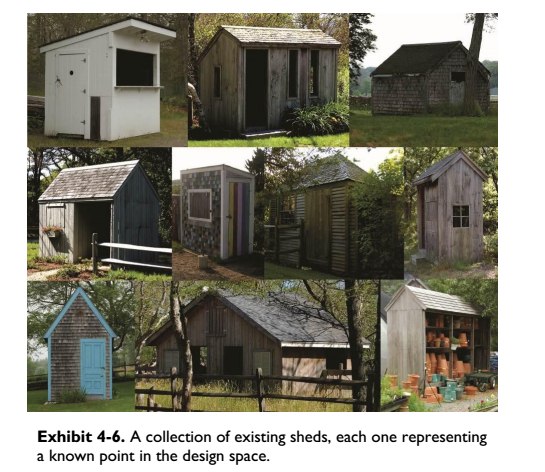 Exhibit 4-6. A collection of existing sheds, each one representing
a known point in the design space.